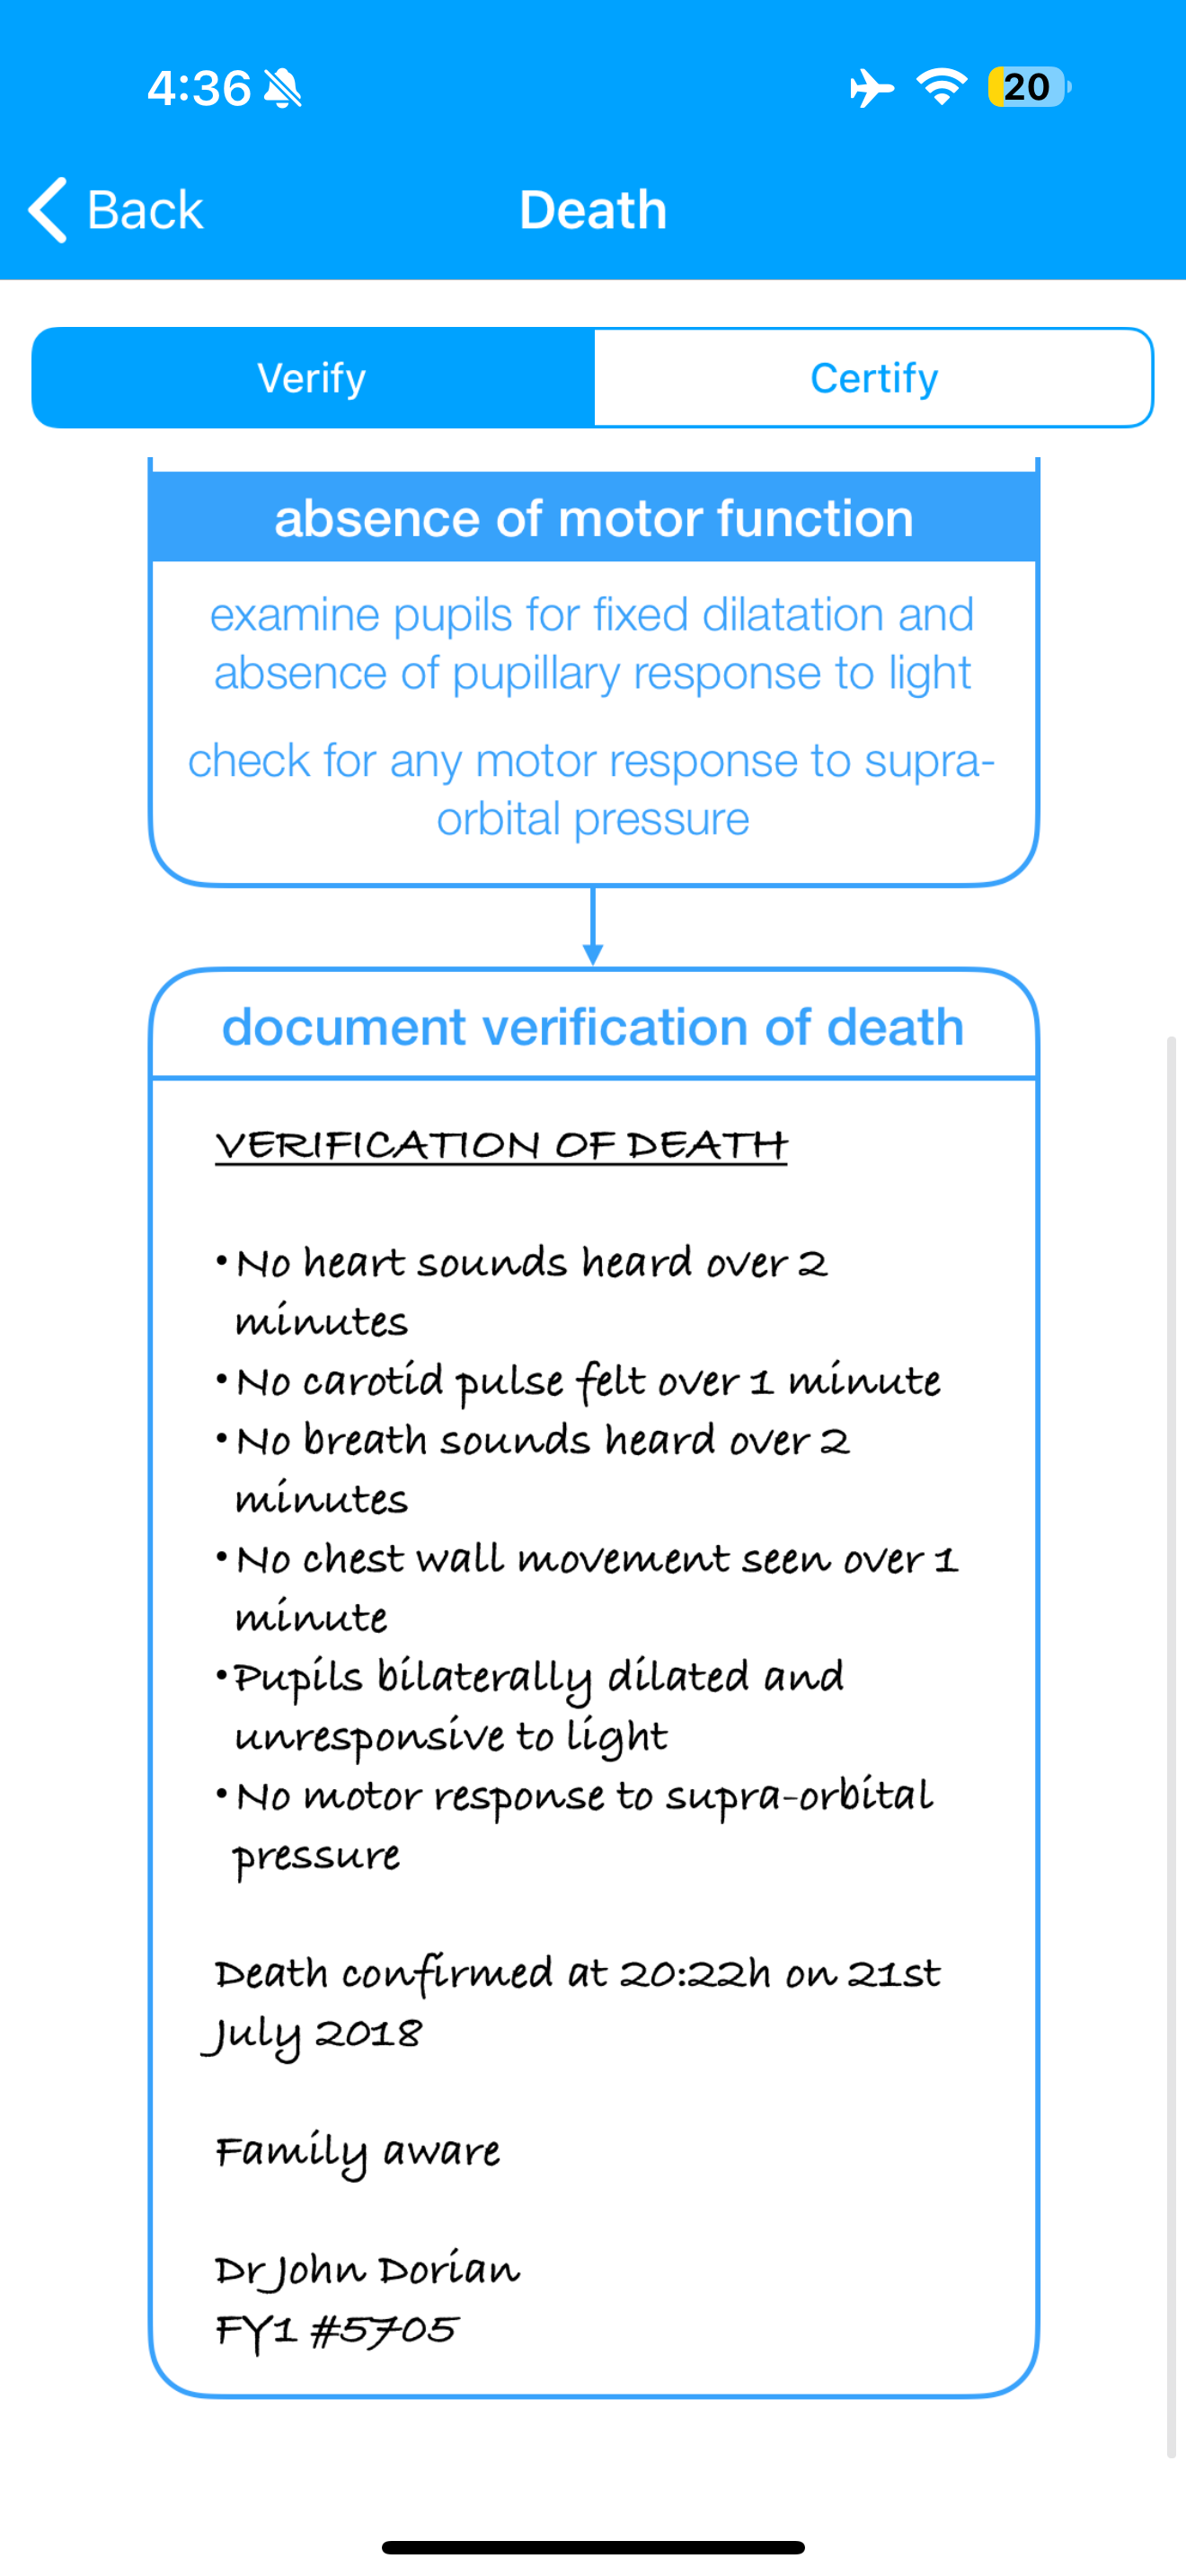 4:36
20
Back
Death
Verify
Certify
absence of motor function
examine pupils for fixed dilatation and
absence of pupillary response to light
check for any motor response to supra-
orbital pressure
document verification of death
VERIFICATION OF DEATH
• No heart sounds heard over 2
minutes
• No carotid pulse felt over 1 minute
• No breath sounds heard over 2
minutes
• No chest wall movement seen over 1
minute
• Pupils bilaterally dilated and
unresponsive to light
• No motor response to supra-orbital
pressure
Death confirmed at 20:22h on 21st
July 2018
Family aware
Dr John Dorian
FY1 #5705